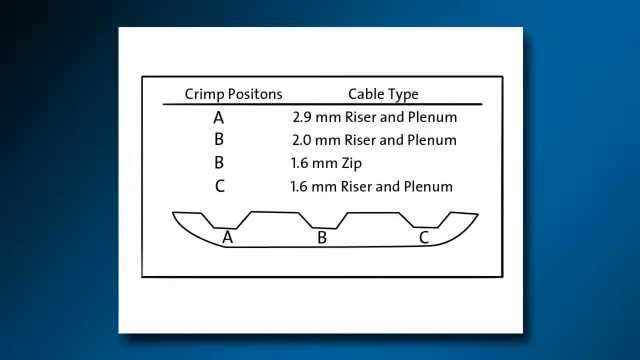 Crimp Positons Cable Type
A 2.9 mm Riser and Plenum
B 2.0 mm Riser and Plenum
B 1.6 mm Zip
C 1.6 mm Riser and Plenum
A B C